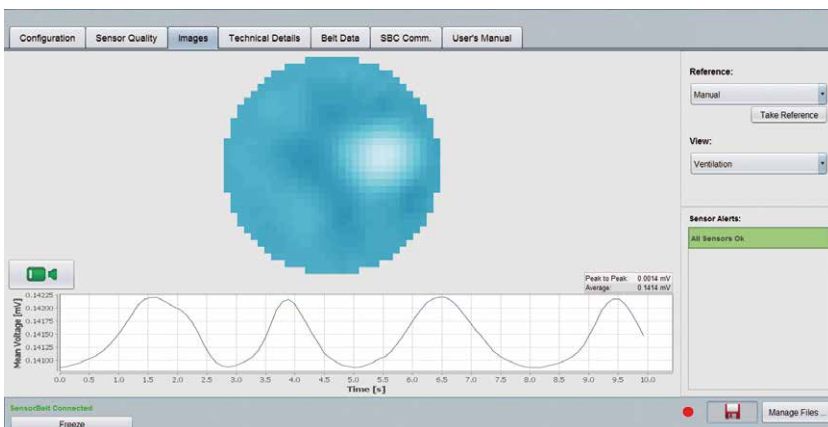 Configuration Sensor Quality Images Technical Details Belt Data SBC Comm. User's Manual
Reference:
Manual
Take Reference
View:
Ventilation
Sensor Alerts:
All Sensors Ok
Peak to Peak: 0.0014 mV
Average: 0.1414 mV
Mean Voltage [mV]
0.14225
0.14200
0.14175
0.14150
0.14125
0.14100
0.0 0.5 1.0 1.5 2.0 2.5 3.0 3.5 4.0 4.5 5.0 5.5 6.0 6.5 7.0 7.5 8.0 8.5 9.0 9.5 10.0
Time [s]
SensorBelt Connected
Freeze
Manage Files ...